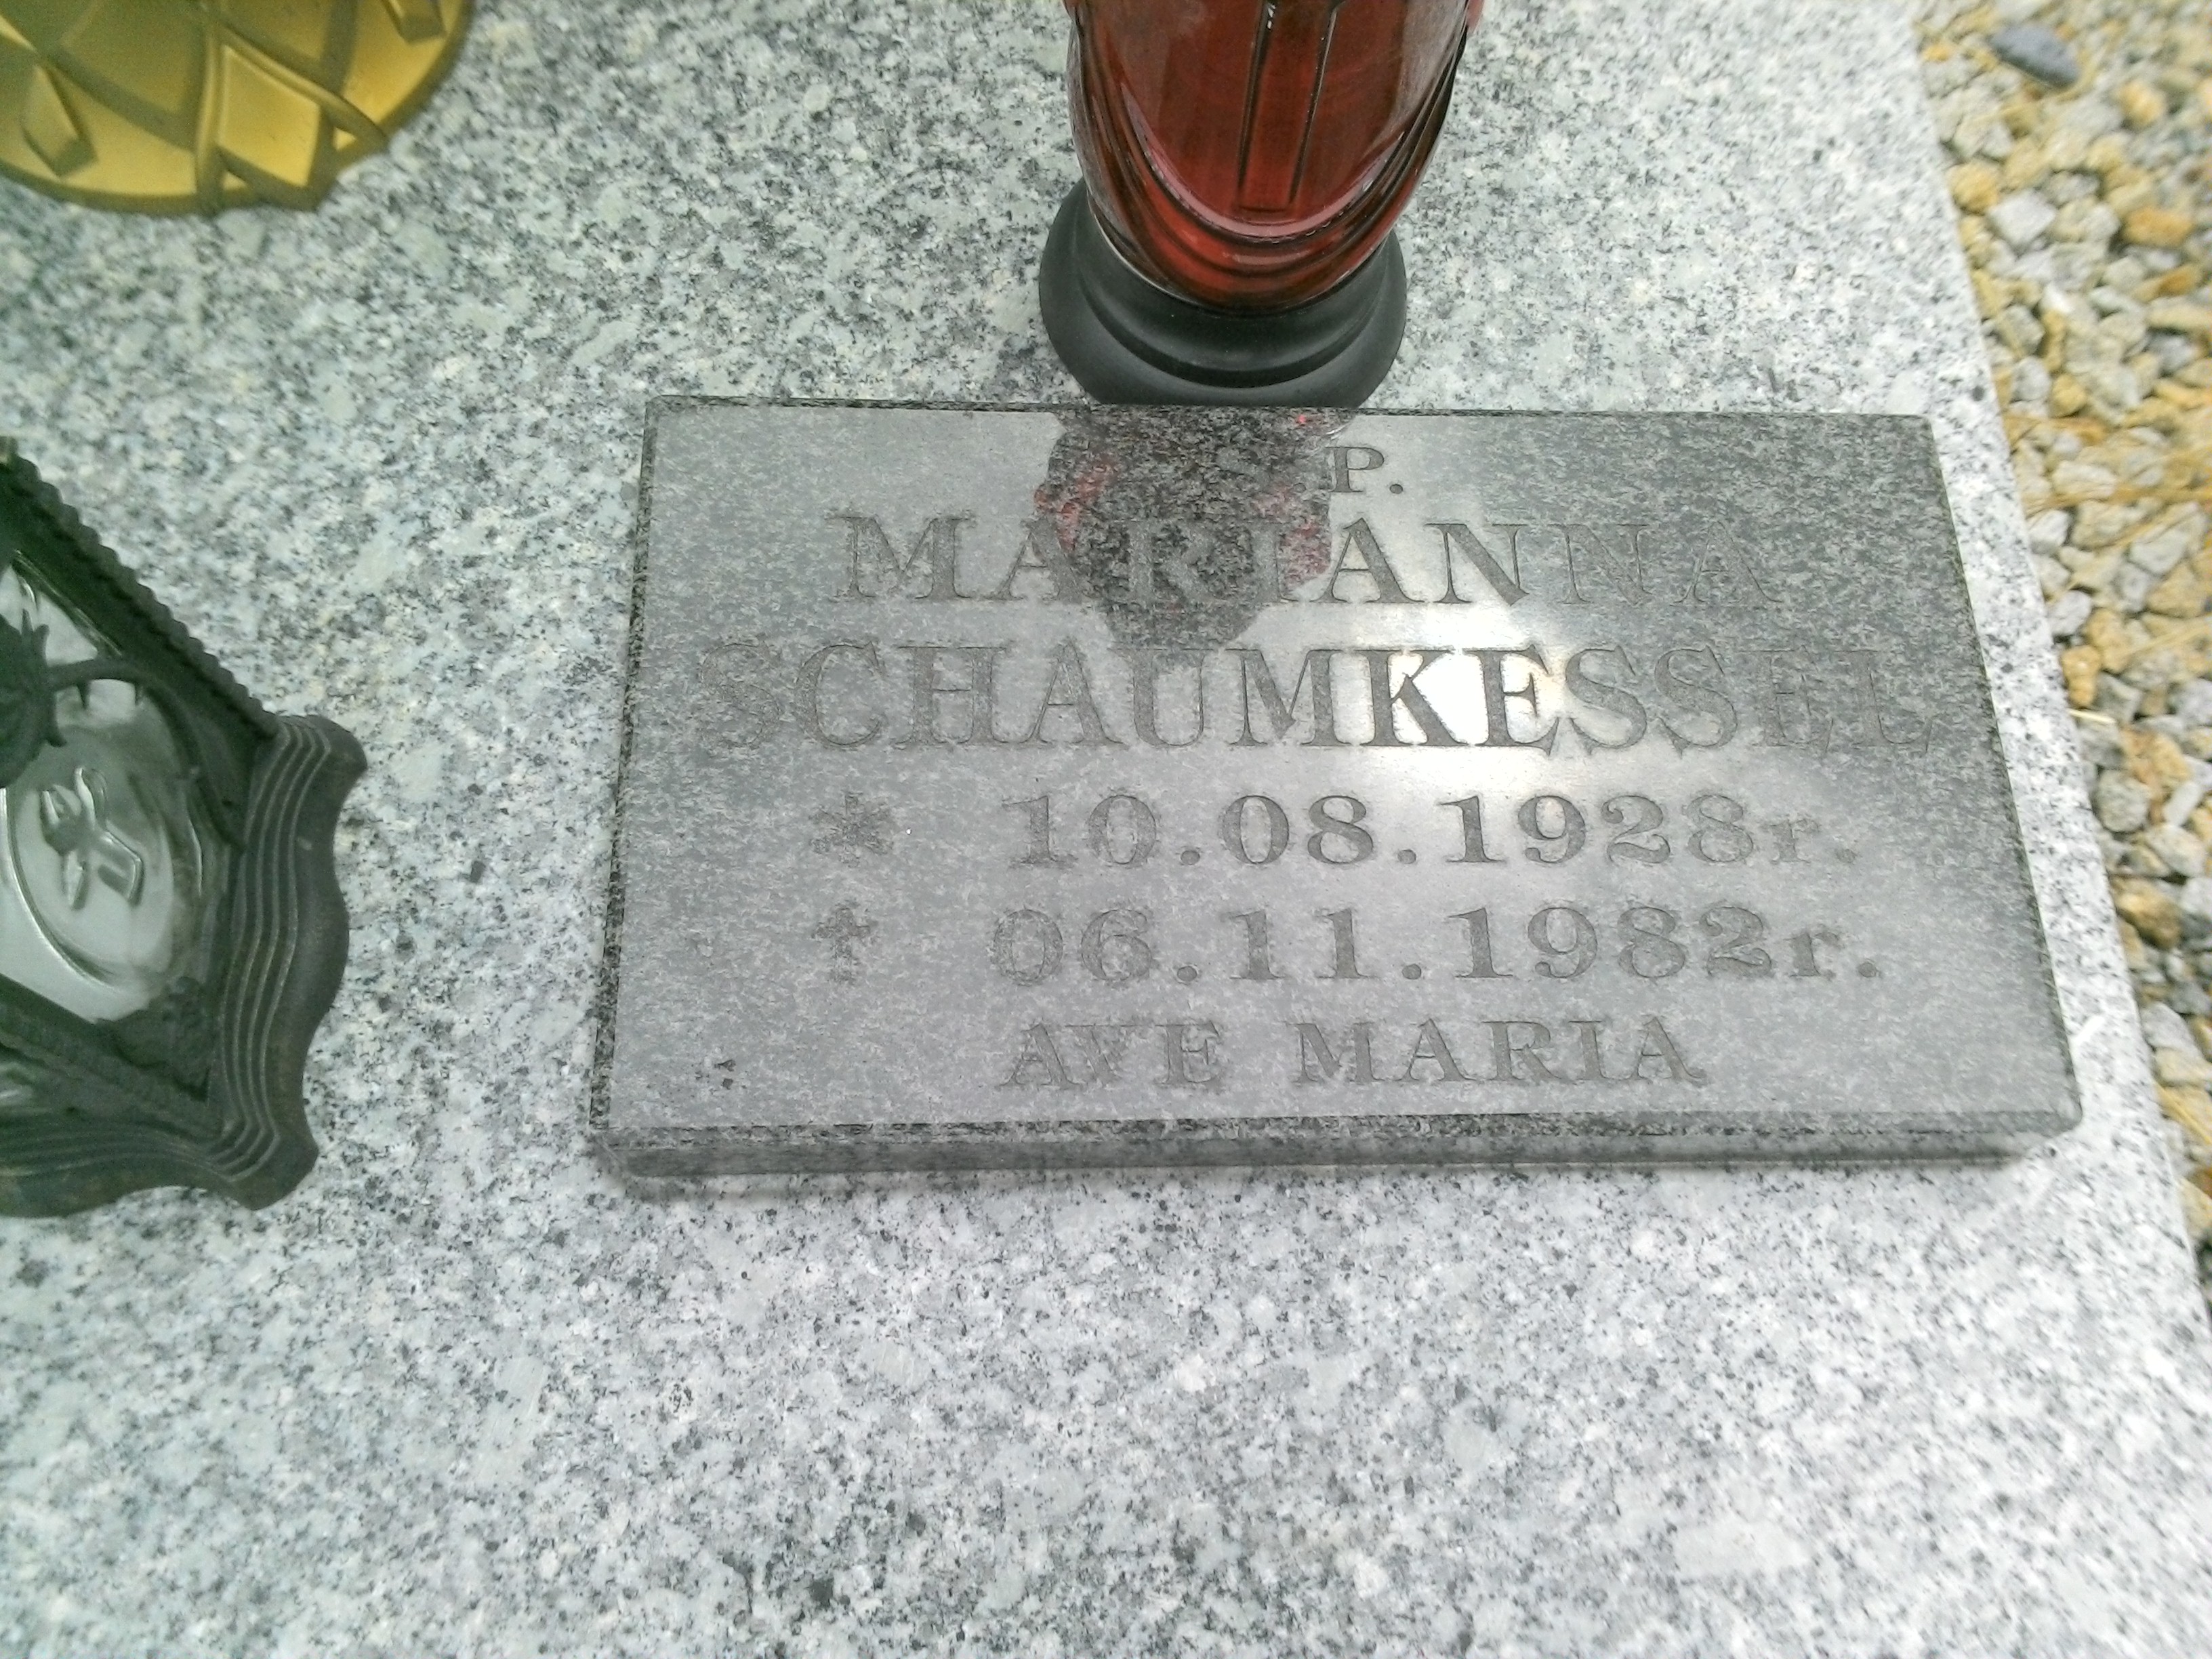 P.
MARIANNA
SCHAUMKESSEL
* 10.08.1928r.
† 06.11.1982r.
AVE MARIA